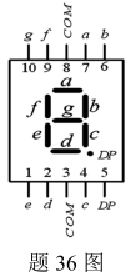 g f COM a b
10 9 8 7 6
a
f g b
e d c
DP
1 2 3 4 5
e d COM c DP
题 36 图